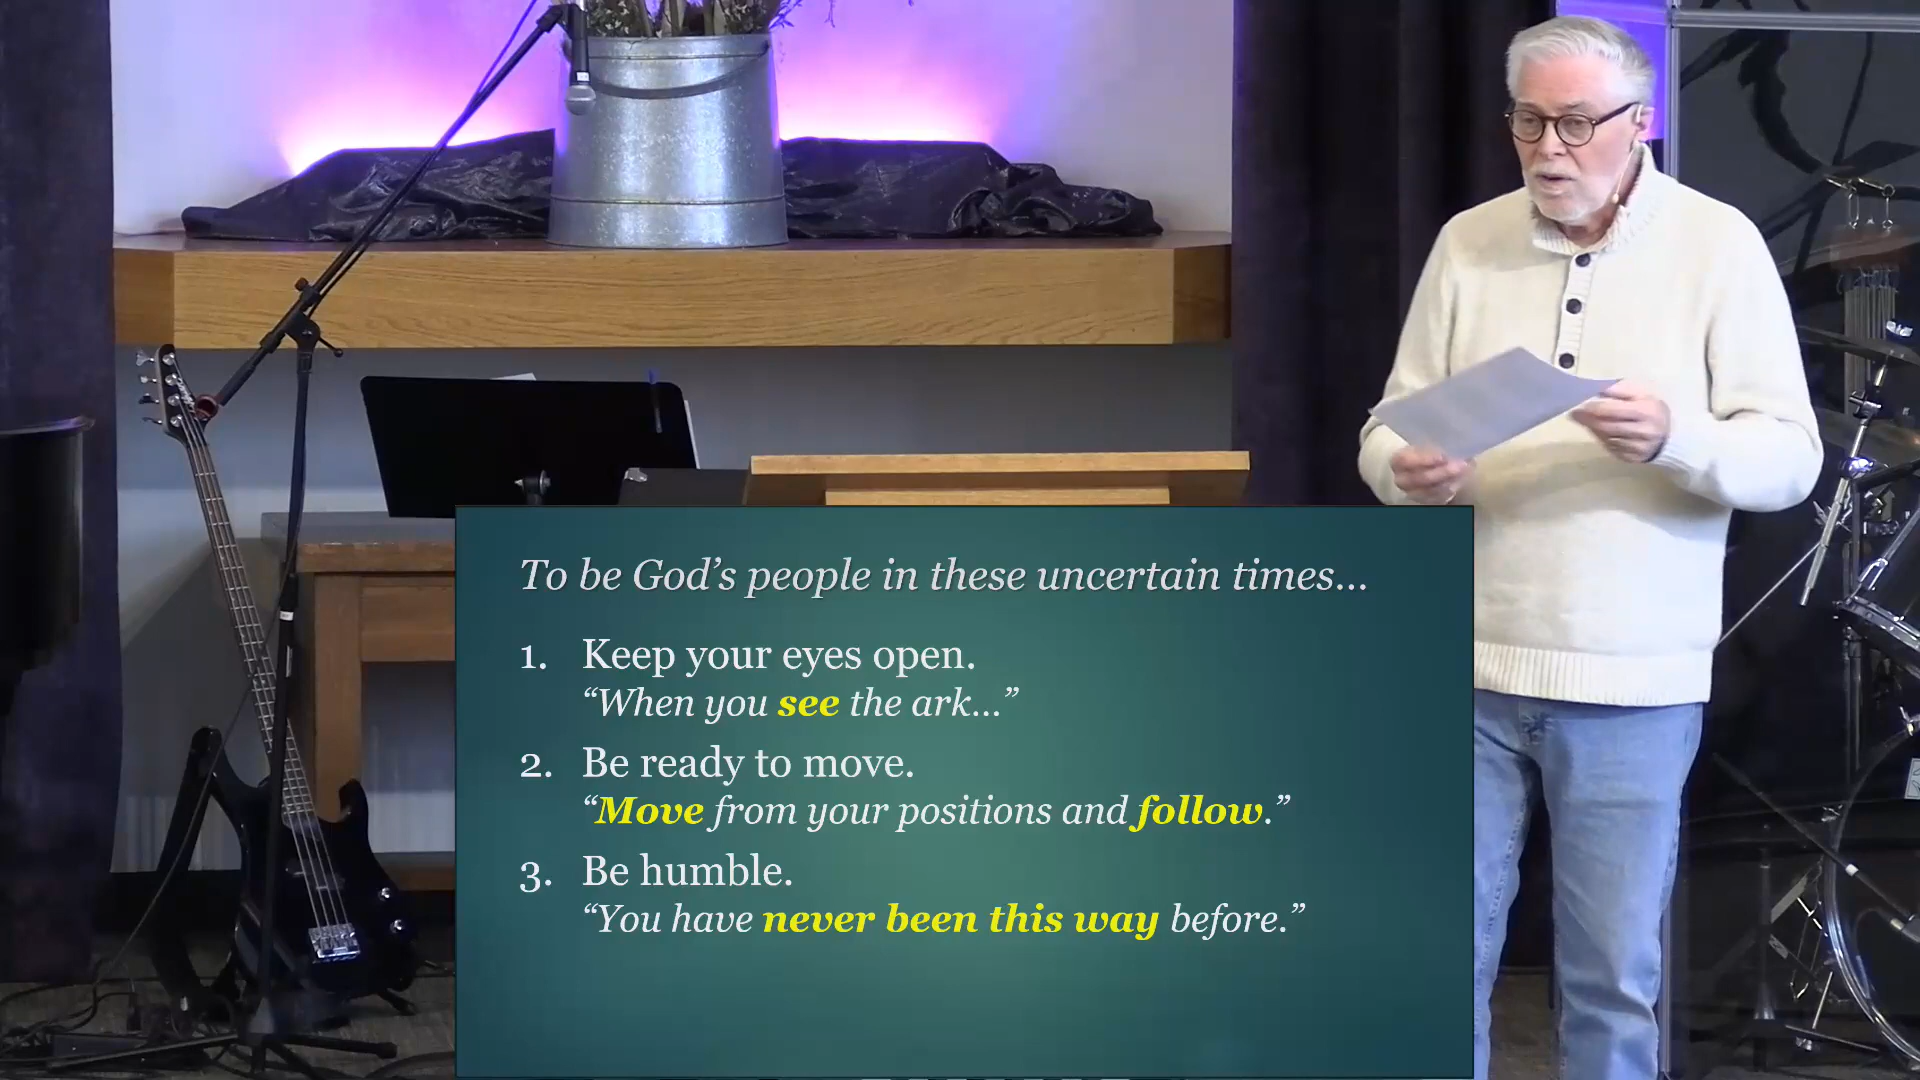 To be God’s people in these uncertain times…
1. Keep your eyes open.
“When you see the ark…”
2. Be ready to move.
“Move from your positions and follow.”
3. Be humble.
“You have never been this way before.”